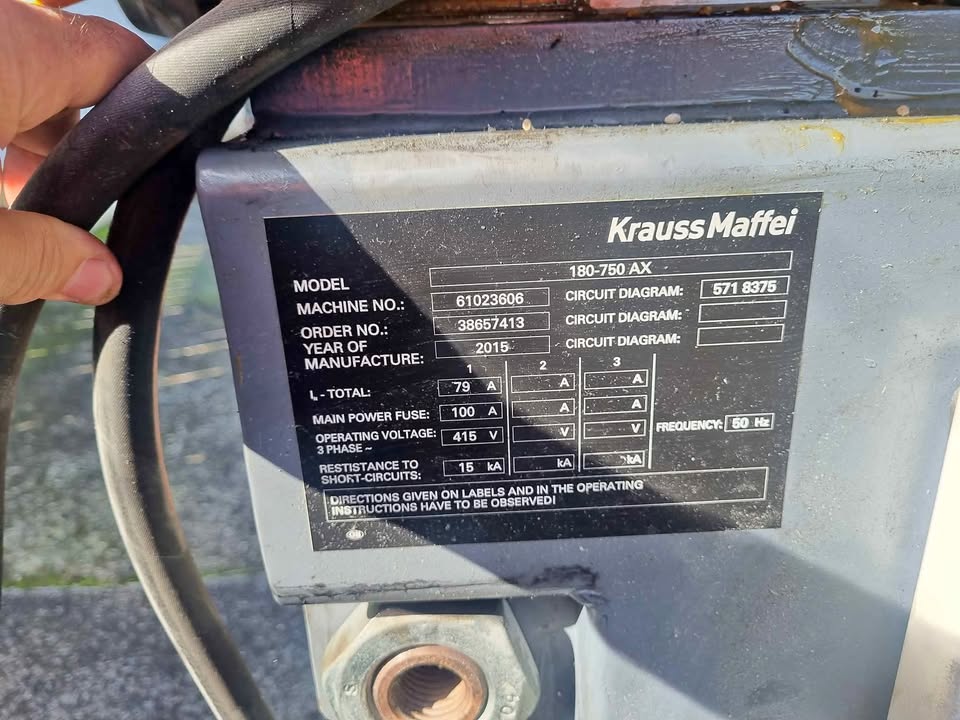 Krauss Maffei
MODEL 180-750 AX
MACHINE NO.: 61023606 CIRCUIT DIAGRAM: 571 8375
ORDER NO.: 38657413 CIRCUIT DIAGRAM:
YEAR OF
MANUFACTURE: 2015 CIRCUIT DIAGRAM:
1 2 3
I - TOTAL: 79 A A A
MAIN POWER FUSE: 100 A A A
OPERATING VOLTAGE: 415 V V V FREQUENCY: 50 Hz
3 PHASE ~
RESTISTANCE TO
SHORT-CIRCUITS: 15 kA kA kA
DIRECTIONS GIVEN ON LABELS AND IN THE OPERATING
INSTRUCTIONS HAVE TO BE OBSERVED!
S